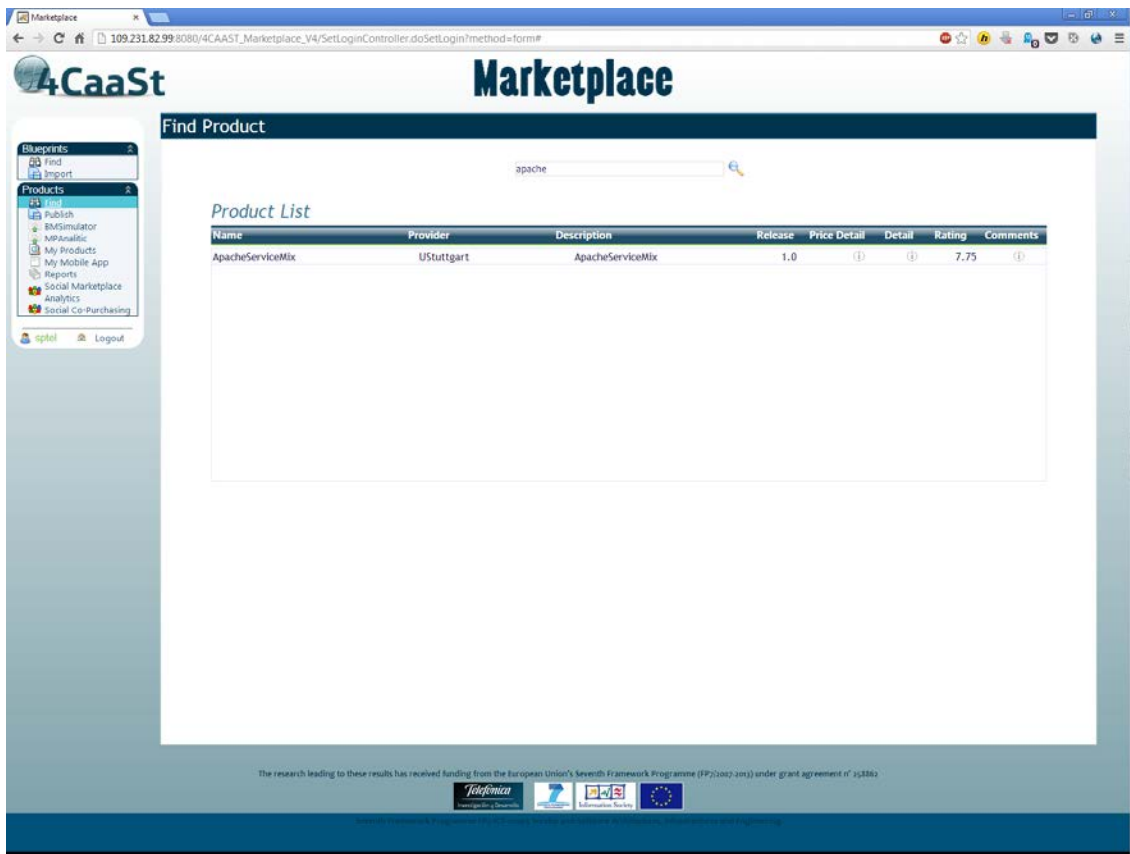 Marketplace
109.231.82.99:8080/4CAAST_Marketplace_V4/SetLoginController.doSetLogin?method=form#
4CaaSt
Marketplace
Find Product
Blueprints
Find
Import
Products
Find
Publish
BMSimulator
MPAnalitic
My Products
My Mobile App
Reports
Social Marketplace
Analytics
Social Co-Purchasing
sptel Logout
apache
Product List
Name Provider Description Release Price Detail Detail Rating Comments
ApacheServiceMix UStuttgart ApacheServiceMix 1.0 7.75
The research leading to these results has received funding from the European Union's Seventh Framework Programme (FP7/2007-2013) under grant agreement n° 258862
Telefónica
Investigación y Desarrollo
Information Society